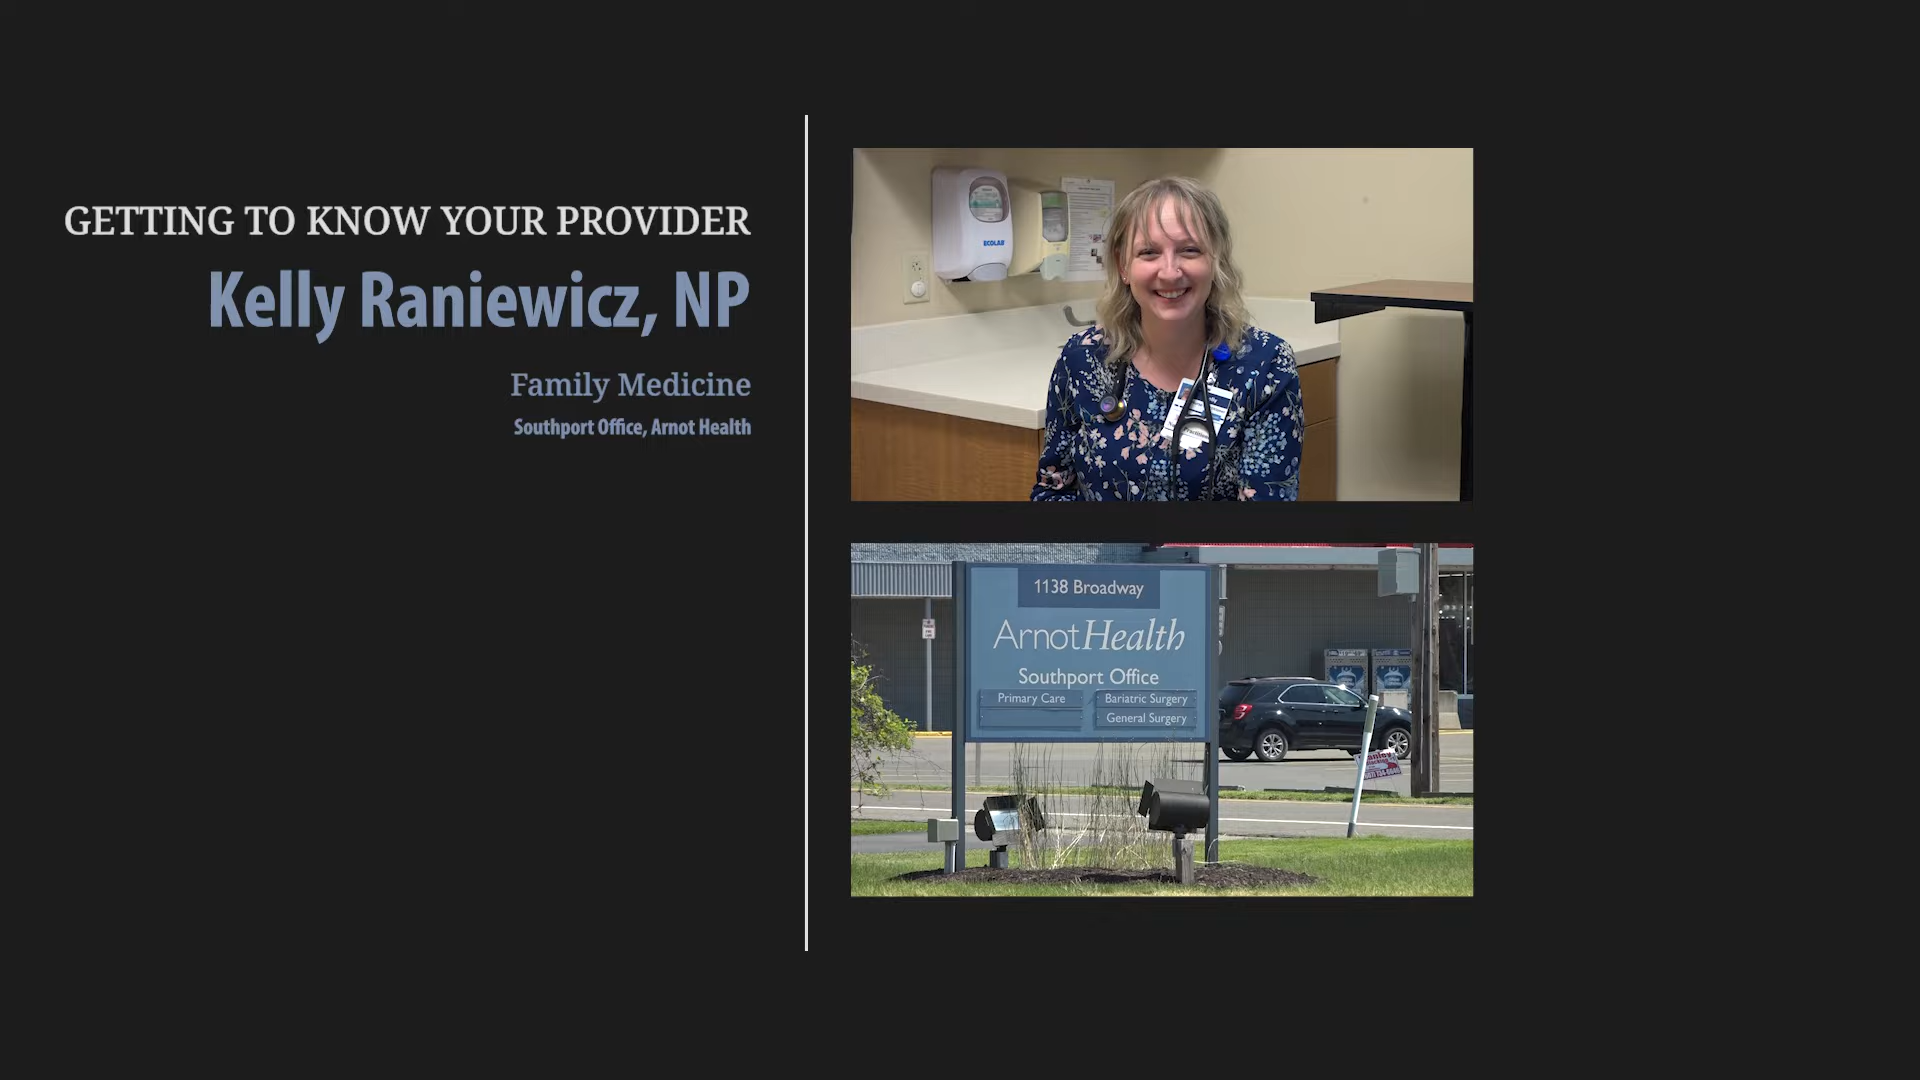 GETTING TO KNOW YOUR PROVIDER
Kelly Raniewicz, NP
Family Medicine
Southport Office, Arnot Health
ECOLAB
1138 Broadway
ArnotHealth
Southport Office
Primary Care
Bariatric Surgery
General Surgery